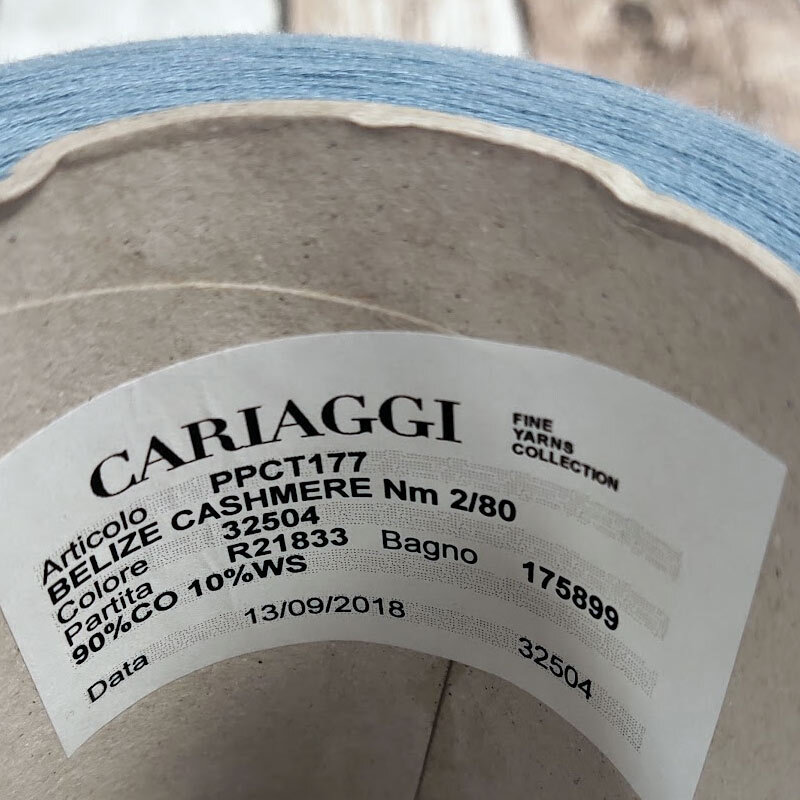 CARIAGGI
FINE
YARNS
COLLECTION
Articolo PPCT177
BELIZE CASHMERE Nm 2/80
Colore 32504
Partita R21833 Bagno 175899
90%CO 10%WS
Data 13/09/2018 32504